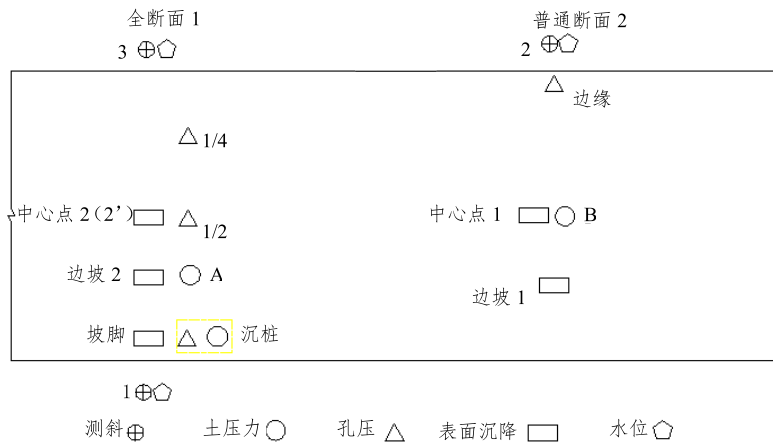 全断面 1
普通断面 2
3
2
边缘
1/4
中心点 2(2’)
1/2
中心点 1
B
边坡 2
A
边坡 1
坡脚
沉桩
1
测斜
土压力
孔压
表面沉降
水位